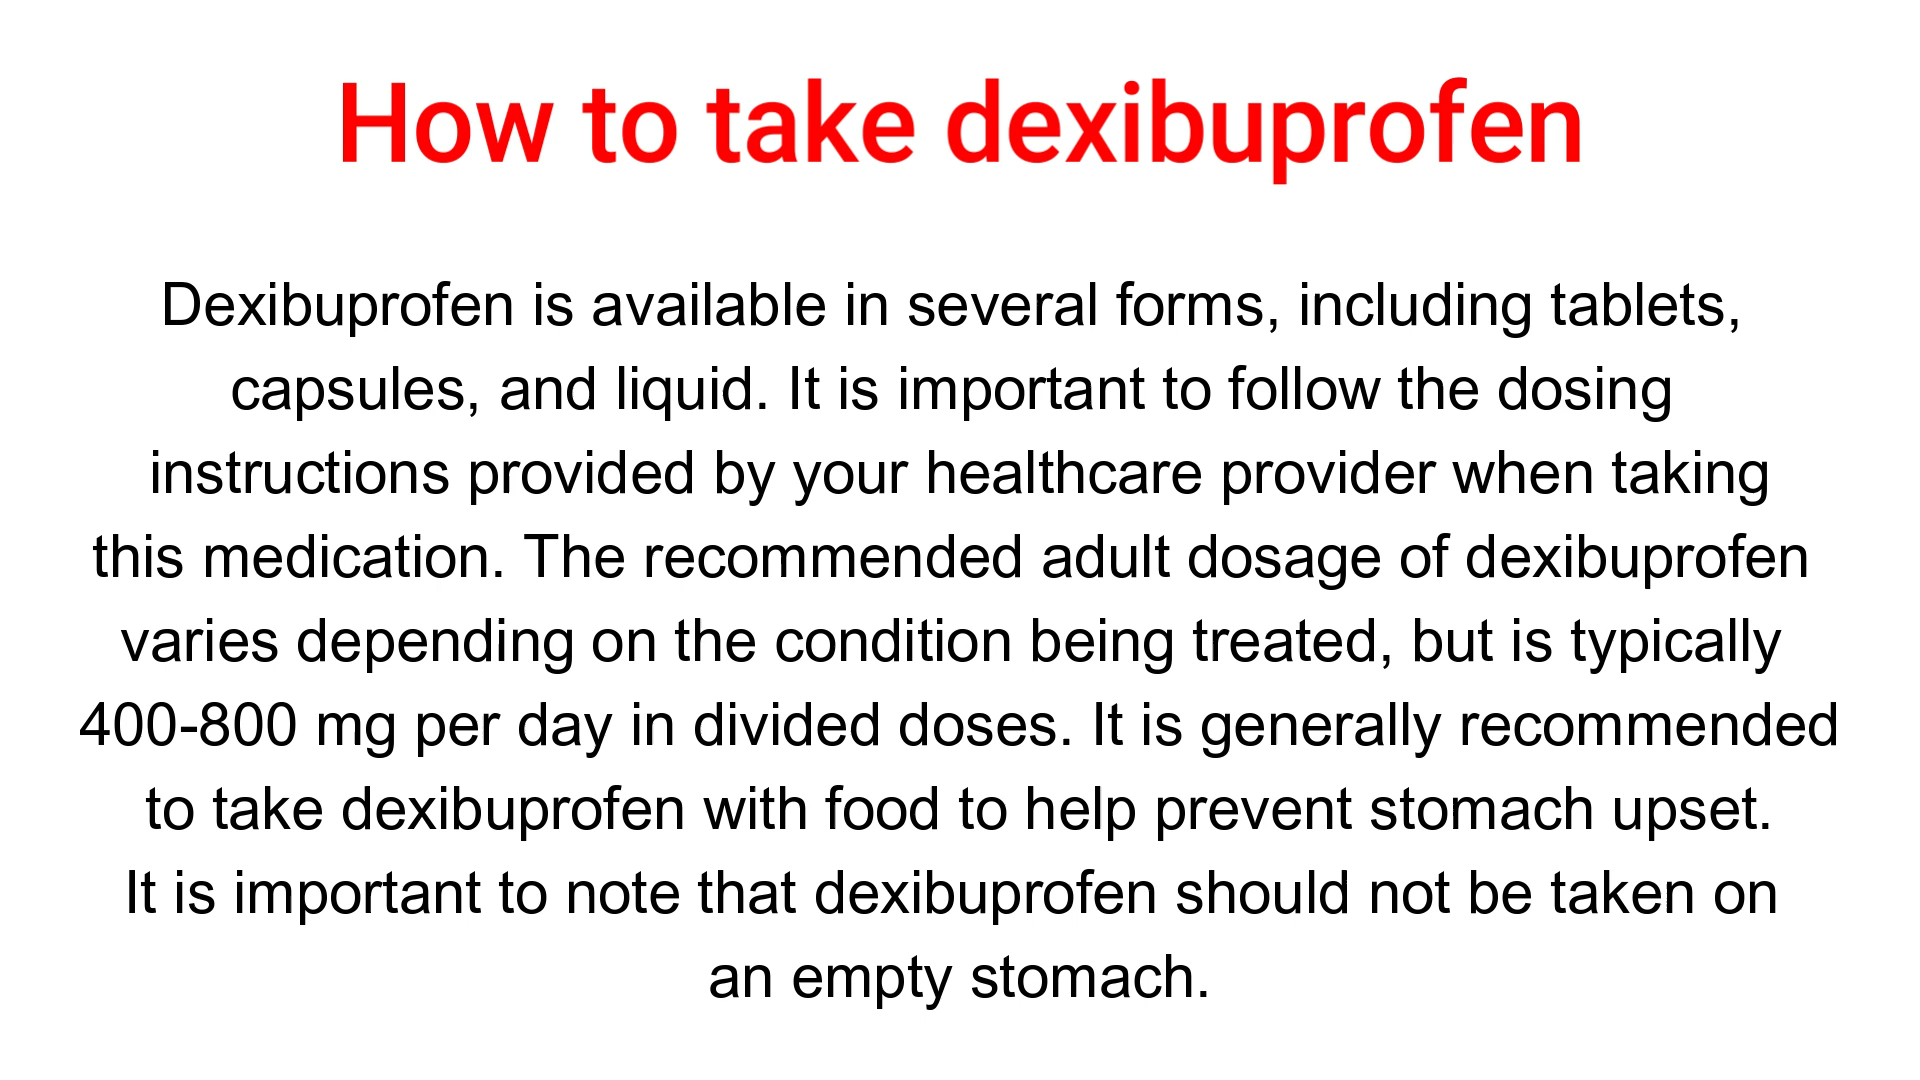 How to take dexibuprofen
Dexibuprofen is available in several forms, including tablets,
capsules, and liquid. It is important to follow the dosing
instructions provided by your healthcare provider when taking
this medication. The recommended adult dosage of dexibuprofen
varies depending on the condition being treated, but is typically
400-800 mg per day in divided doses. It is generally recommended
to take dexibuprofen with food to help prevent stomach upset.
It is important to note that dexibuprofen should not be taken on
an empty stomach.